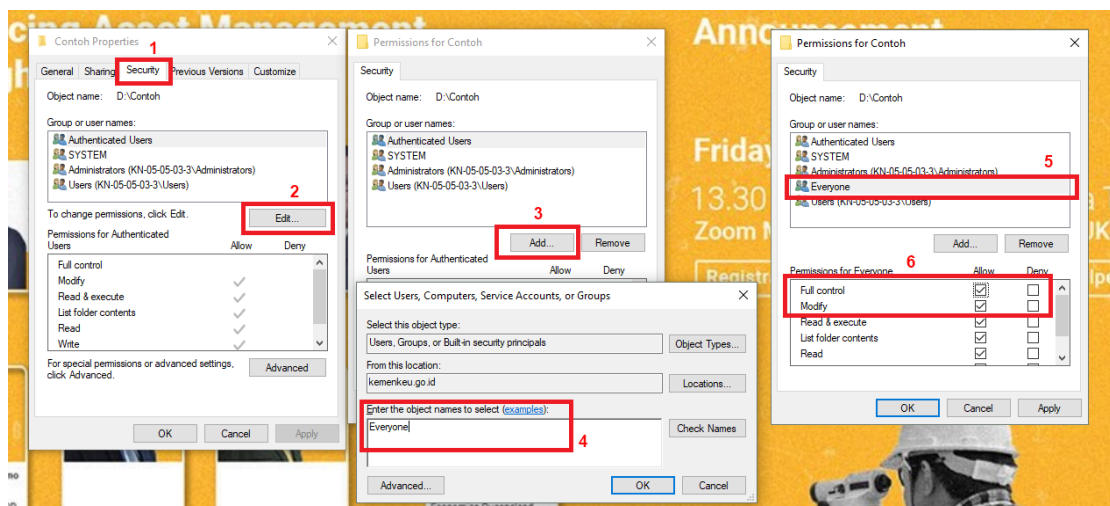 cing Asset Management
Announcement
Friday
13.30
Zoom M
Registr
UK
Contoh Properties
1
General Sharing Security Previous Versions Customize
Object name: D:\Contoh
Group or user names:
Authenticated Users
SYSTEM
Administrators (KN-05-05-03-3\Administrators)
Users (KN-05-05-03-3\Users)
2
To change permissions, click Edit.
Edit...
Permissions for Authenticated
Users Allow Deny
Full control
Modify
Read & execute
List folder contents
Read
Write
For special permissions or advanced settings,
click Advanced.
Advanced
OK Cancel Apply
Permissions for Contoh
Security
Object name: D:\Contoh
Group or user names:
Authenticated Users
SYSTEM
Administrators (KN-05-05-03-3\Administrators)
Users (KN-05-05-03-3\Users)
3
Add... Remove
Permissions for Authenticated
Users Allow Deny
Select Users, Computers, Service Accounts, or Groups
Select this object type:
Users, Groups, or Built-in security principals
Object Types...
From this location:
kemenkeu.go.id
Locations...
Enter the object names to select (examples):
Everyone
4
Check Names
Advanced...
OK Cancel
Permissions for Contoh
Security
Object name: D:\Contoh
Group or user names:
Authenticated Users
SYSTEM
5
Administrators (KN-05-05-03-3\Administrators)
Everyone
Users (KN-05-05-03-3\Users)
Add... Remove
6
Permissions for Everyone Allow Deny
Full control
Modify
Read & execute
List folder contents
Read
OK Cancel Apply